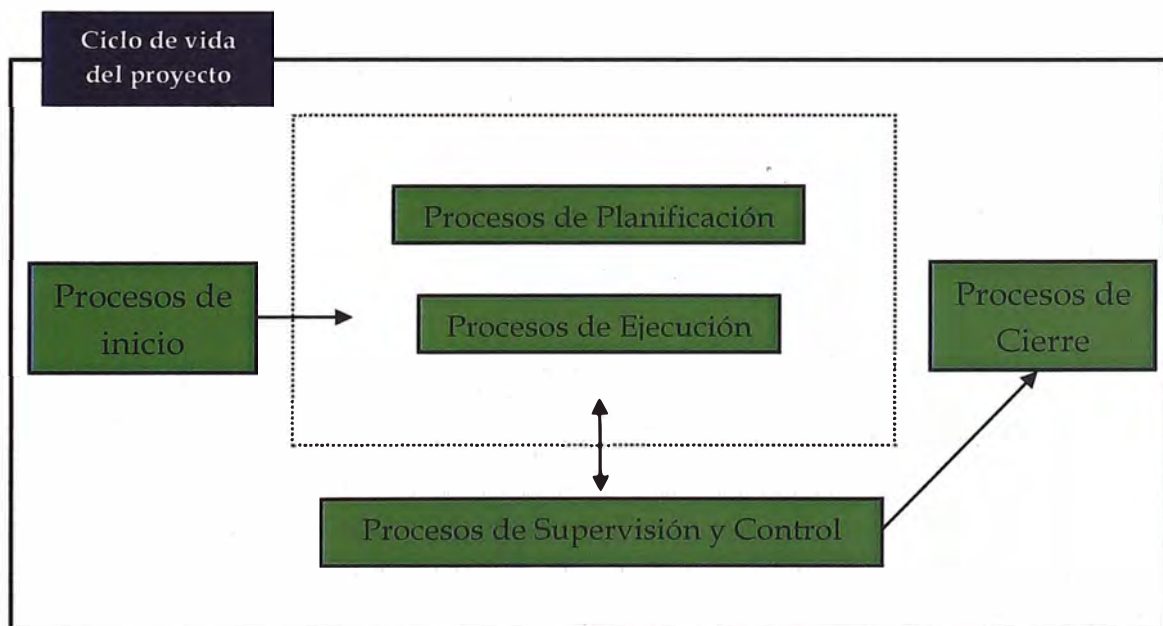 Ciclo de vida
del proyecto
Procesos de Planificación
Procesos de
inicio
Procesos de Ejecución
Procesos de
Cierre
Procesos de Supervisión y Control